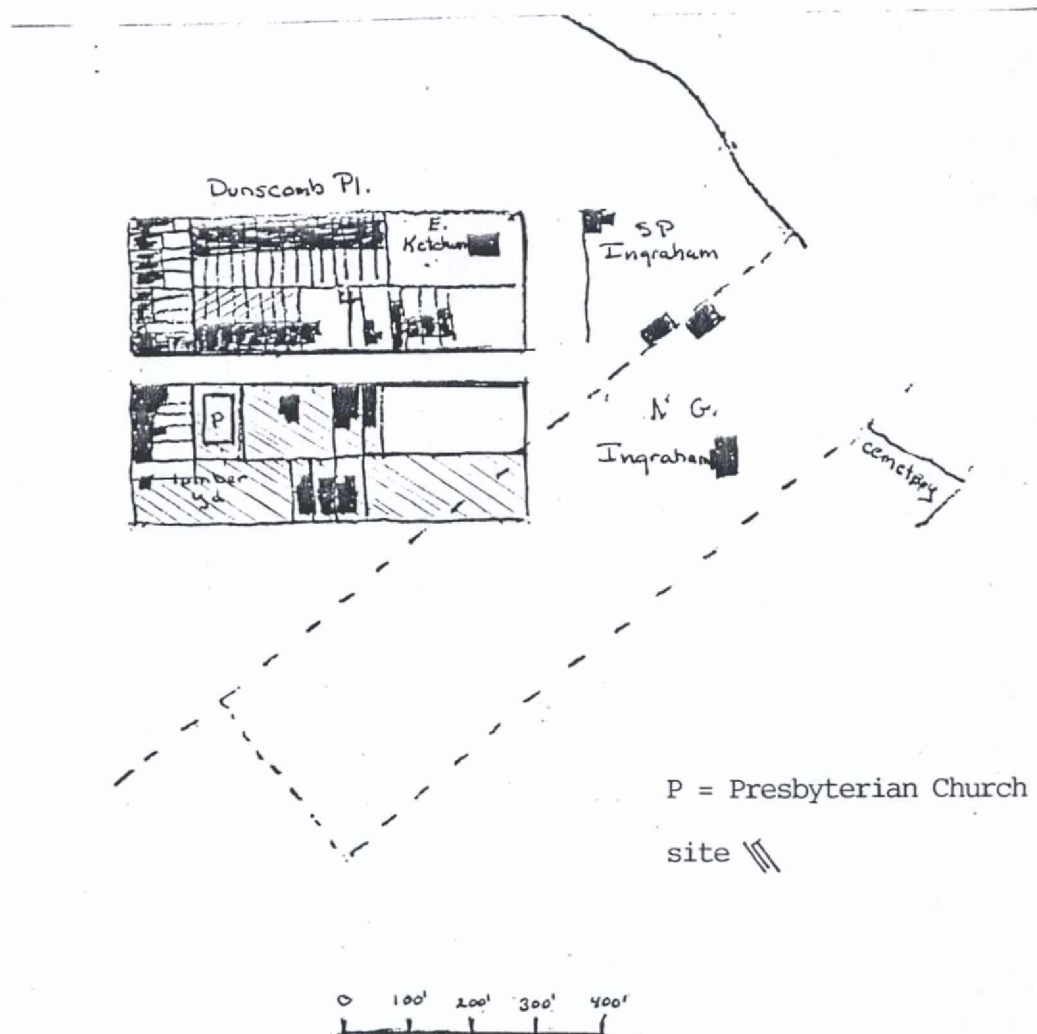 Dunscomb Pl.
E.
Ketchum
SP
Ingraham
N G.
Ingraham
P
lumber
yd
cemetery
P = Presbyterian Church
site
0 100' 200' 300' 400'